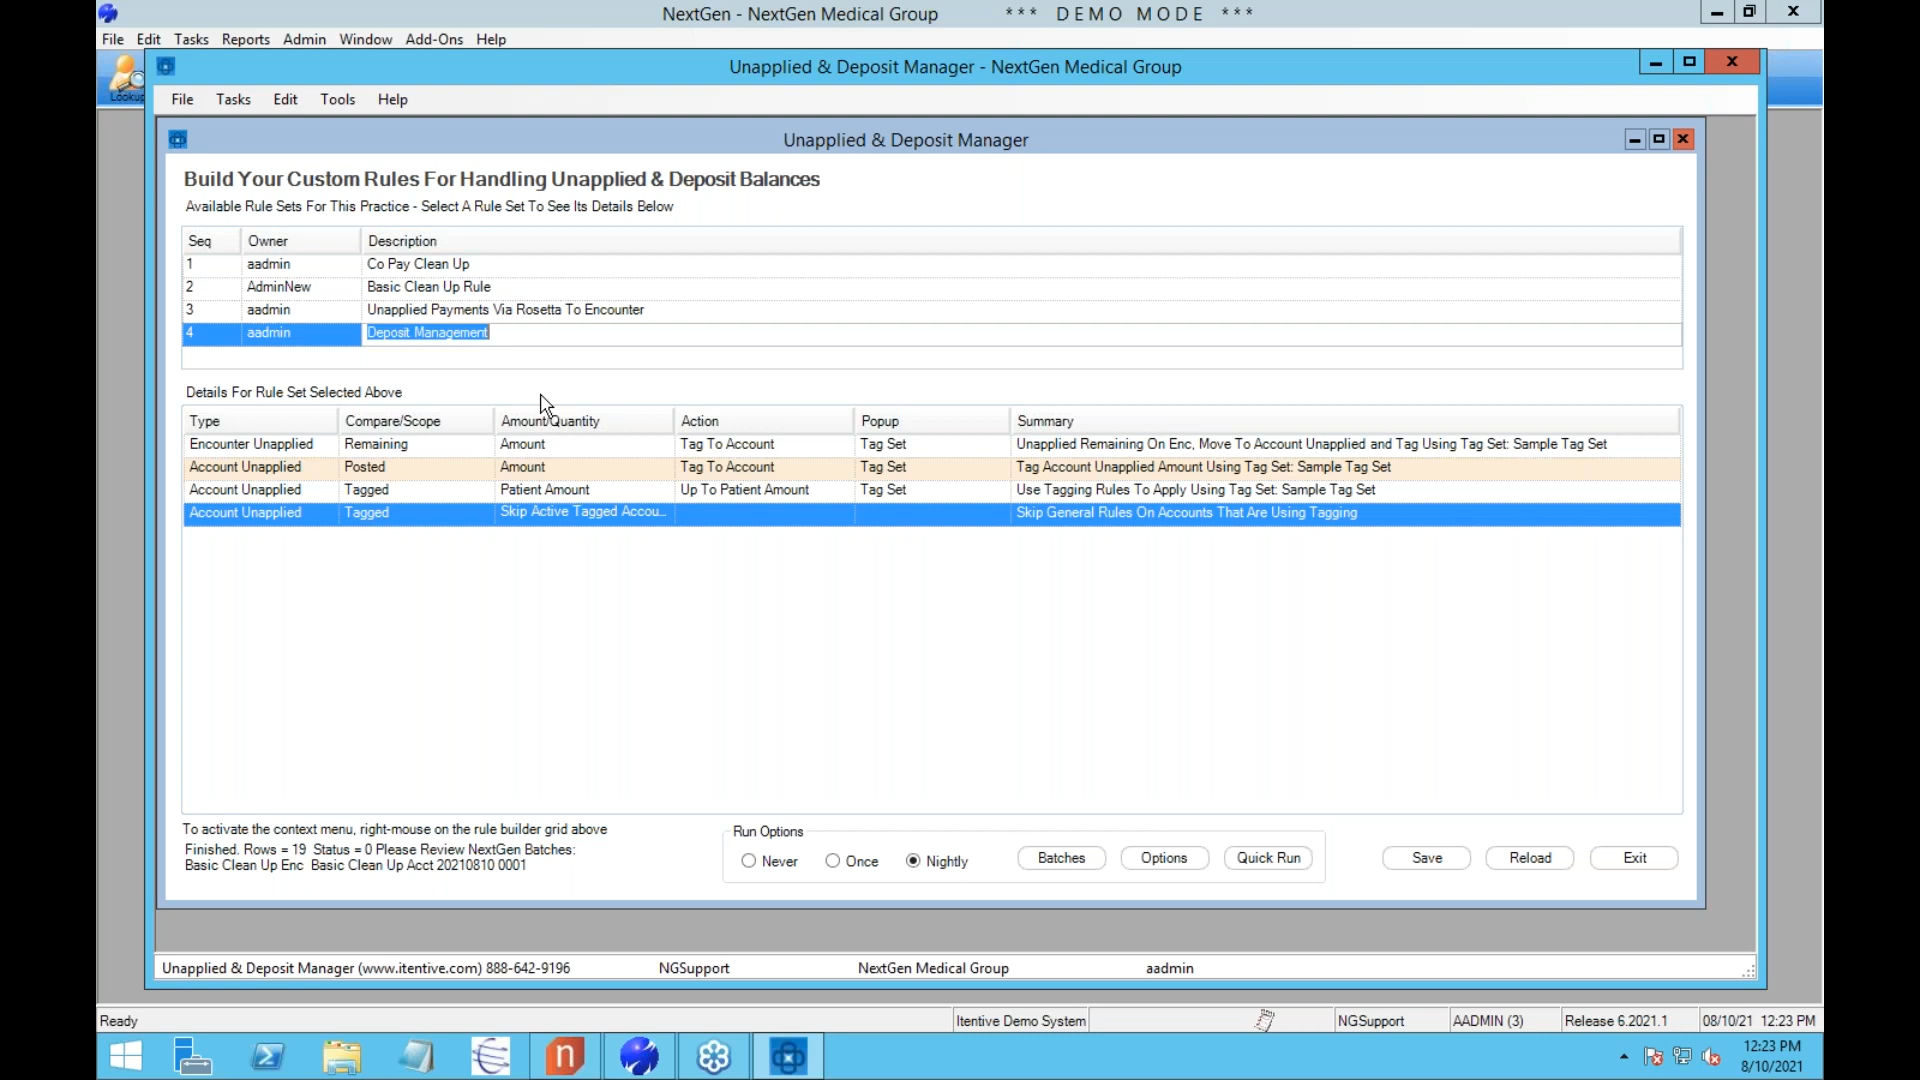 NextGen - NextGen Medical Group *** DEMO MODE ***
File Edit Tasks Reports Admin Window Add-Ons Help
Lookup
Unapplied & Deposit Manager - NextGen Medical Group
File Tasks Edit Tools Help
Unapplied & Deposit Manager
Build Your Custom Rules For Handling Unapplied & Deposit Balances
Available Rule Sets For This Practice - Select A Rule Set To See Its Details Below
Seq Owner Description
1 aadmin Co Pay Clean Up
2 AdminNew Basic Clean Up Rule
3 aadmin Unapplied Payments Via Rosetta To Encounter
4 aadmin Deposit Management
Details For Rule Set Selected Above
Type Compare/Scope Amount/Quantity Action Popup Summary
Encounter Unapplied Remaining Amount Tag To Account Tag Set Unapplied Remaining On Enc, Move To Account Unapplied and Tag Using Tag Set: Sample Tag Set
Account Unapplied Posted Amount Tag To Account Tag Set Tag Account Unapplied Amount Using Tag Set: Sample Tag Set
Account Unapplied Tagged Patient Amount Up To Patient Amount Tag Set Use Tagging Rules To Apply Using Tag Set: Sample Tag Set
Account Unapplied Tagged Skip Active Tagged Accou... Skip General Rules On Accounts That Are Using Tagging
To activate the context menu, right-mouse on the rule builder grid above
Finished. Rows = 19 Status = 0 Please Review NextGen Batches:
Basic Clean Up Enc Basic Clean Up Acct 20210810 0001
Run Options
Never Once Nightly Batches Options Quick Run Save Reload Exit
Unapplied & Deposit Manager (www.itentive.com) 888-642-9196 NGSupport NextGen Medical Group aadmin
Ready Itentive Demo System NGSupport AADMIN (3) Release 6.2021.1 08/10/21 12:23 PM
n
12:23 PM
8/10/2021